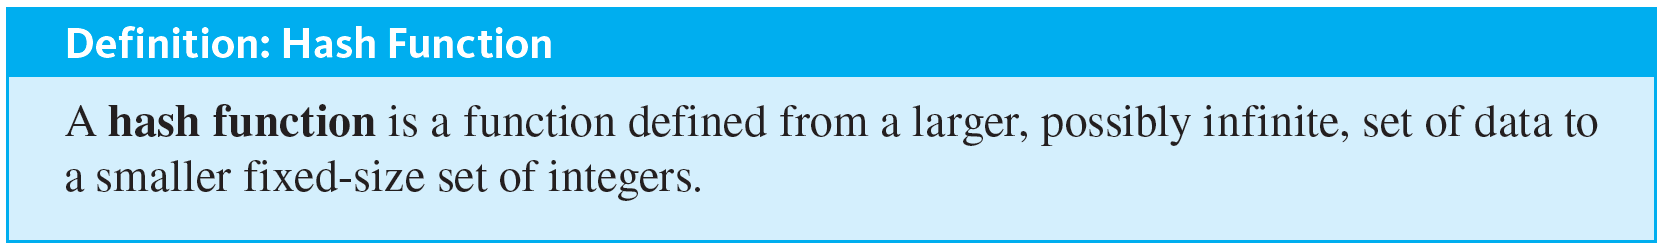 Definition: Hash Function
A hash function is a function defined from a larger, possibly infinite, set of data to
a smaller fixed-size set of integers.